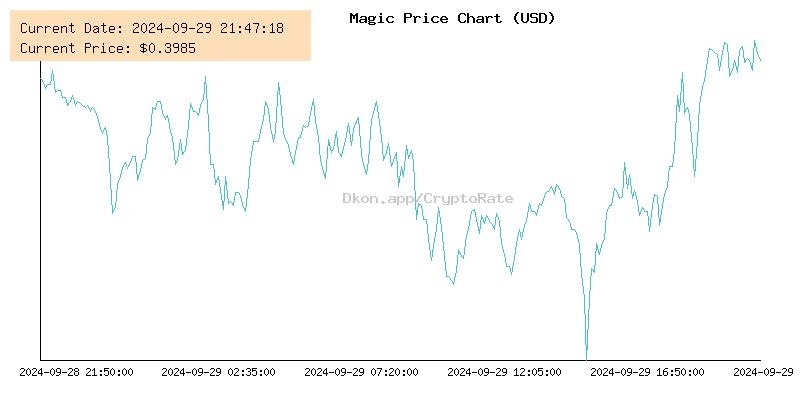 Magic Price Chart (USD)
Current Date: 2024-09-29 21:47:18
Current Price: $0.3985
Dkon.app/CryptoRate
2024-09-28 21:50:00 2024-09-29 02:35:00 2024-09-29 07:20:00 2024-09-29 12:05:00 2024-09-29 16:50:00 2024-09-29